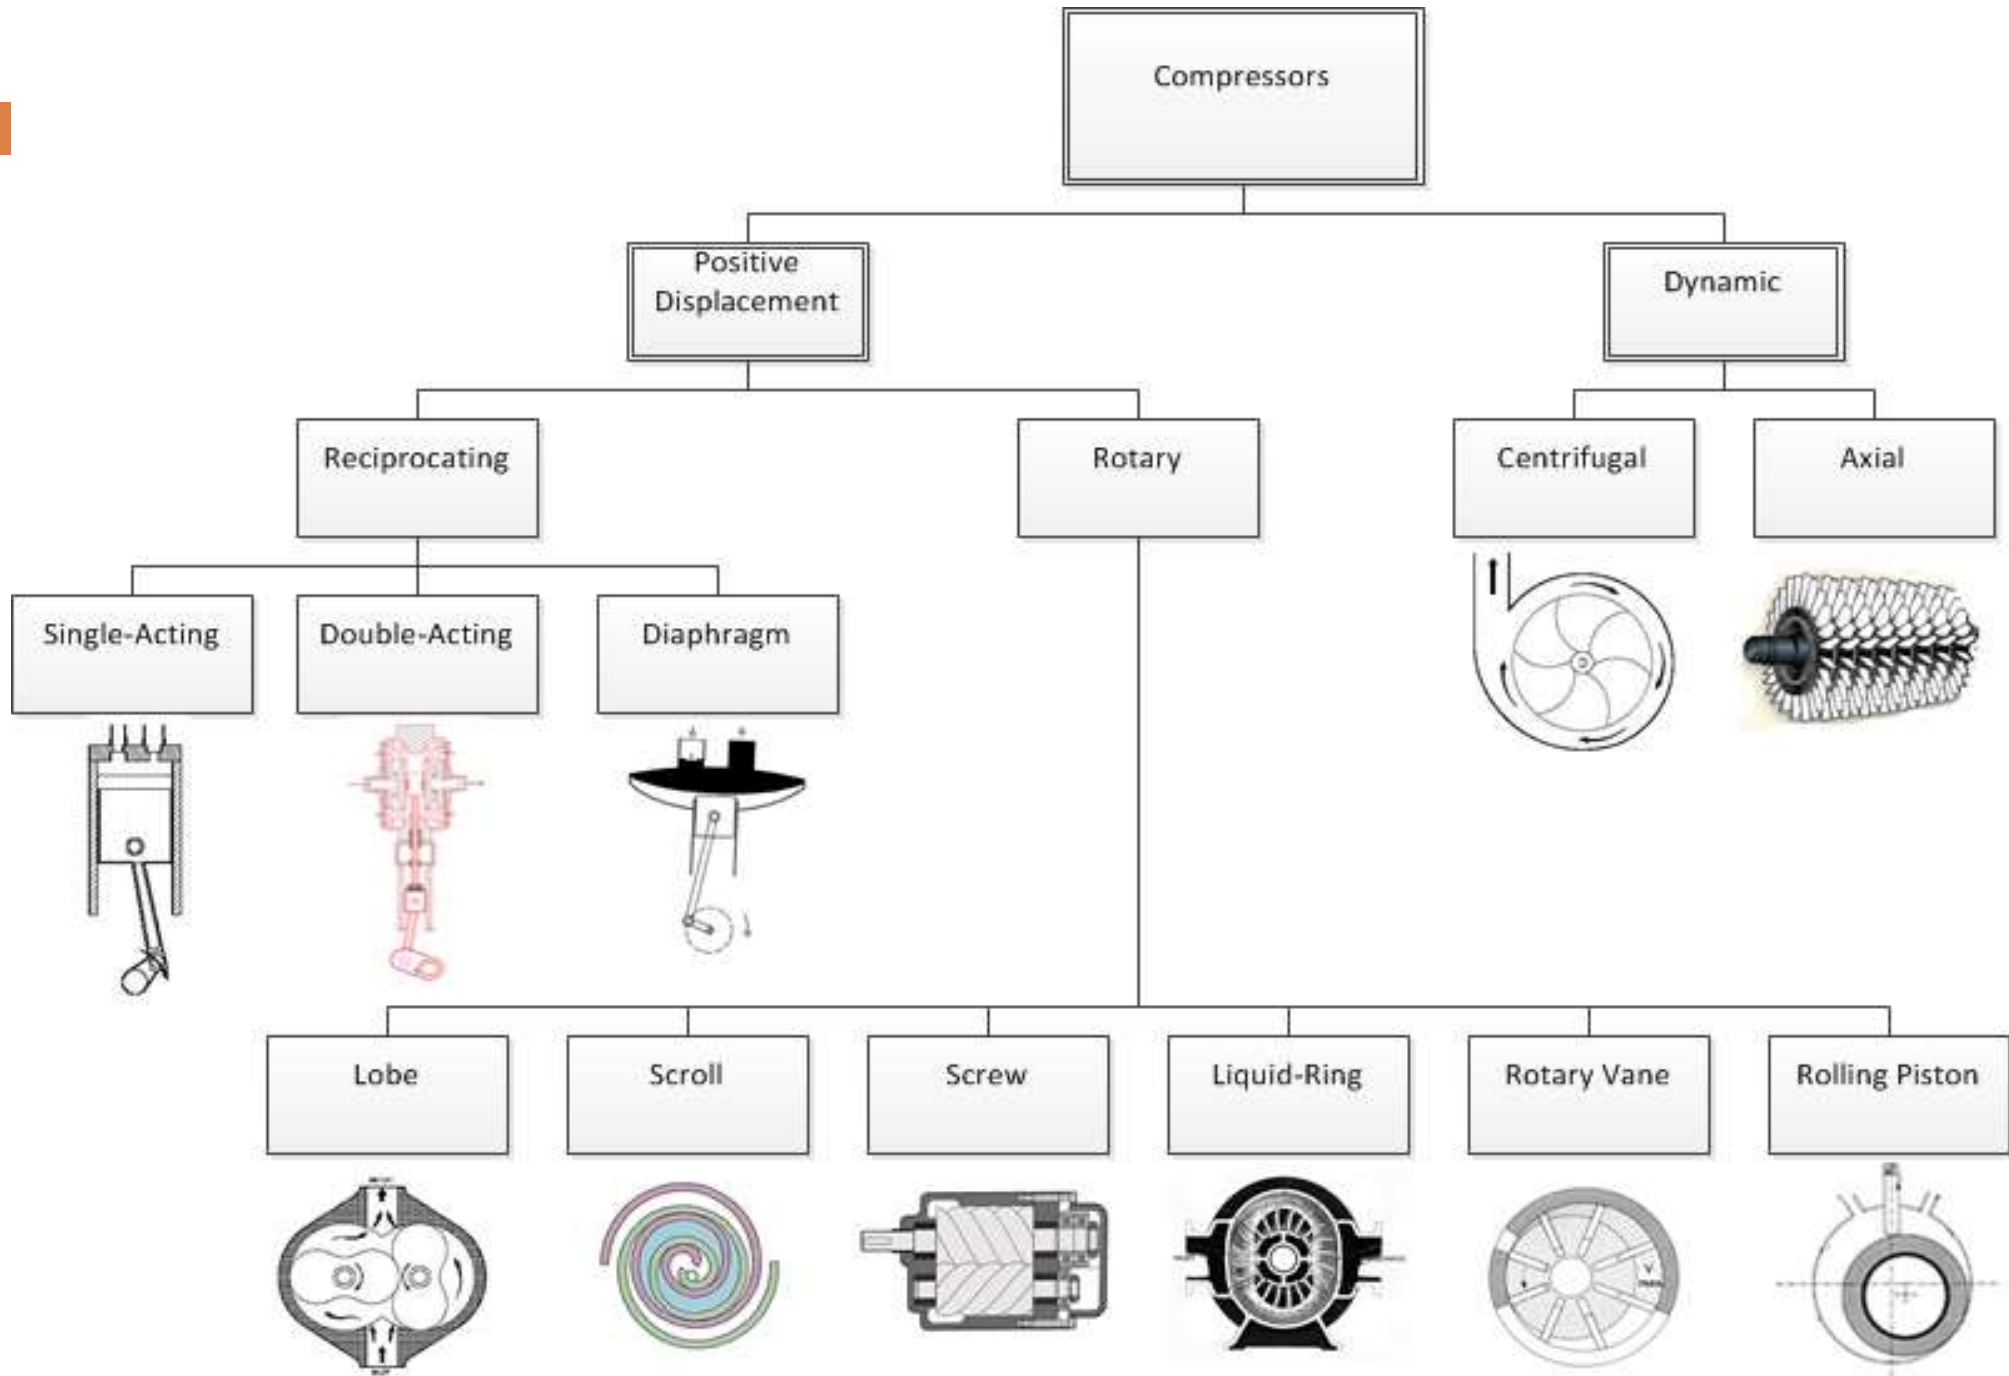 Compressors
Positive
Displacement
Dynamic
Reciprocating
Rotary
Centrifugal
Axial
Single-Acting
Double-Acting
Diaphragm
Lobe
Scroll
Screw
Liquid-Ring
Rotary Vane
Rolling Piston